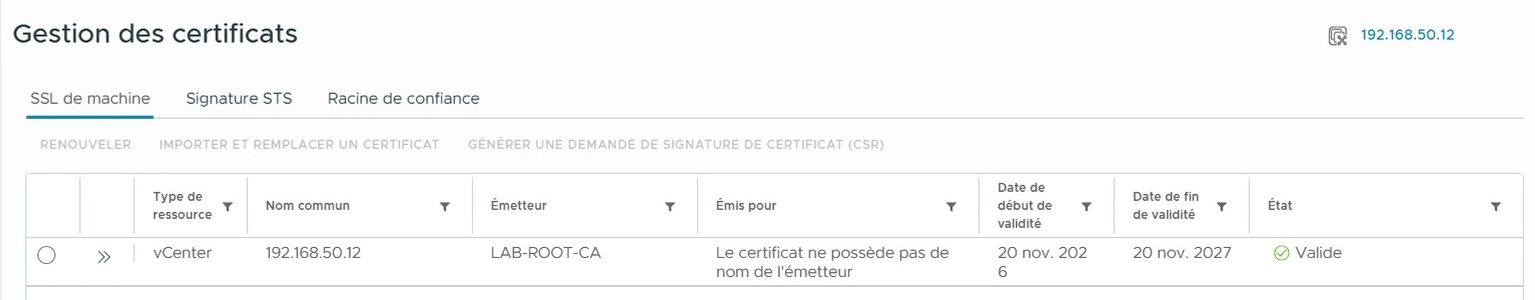 Gestion des certificats
192.168.50.12
SSL de machine Signature STS Racine de confiance
RENOUVELER IMPORTER ET REMPLACER UN CERTIFICAT GÉNÉRER UNE DEMANDE DE SIGNATURE DE CERTIFICAT (CSR)
Type de
ressource
Nom commun
Émetteur
Émis pour
Date de
début de
validité
Date de fin
de validité
État
vCenter
192.168.50.12
LAB-ROOT-CA
Le certificat ne possède pas de
nom de l'émetteur
20 nov. 202
6
20 nov. 2027
Valide